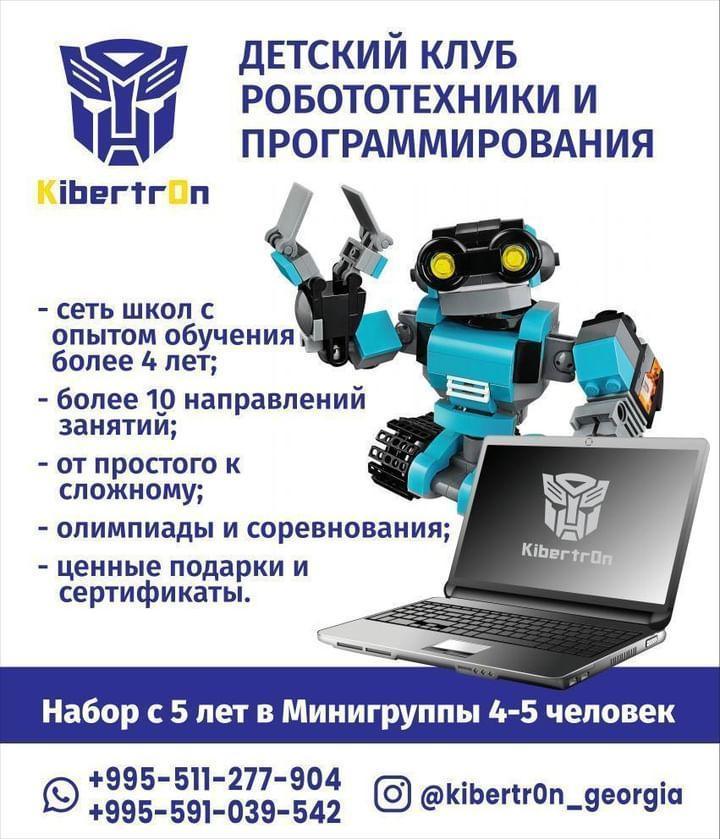 ДЕТСКИЙ КЛУБ
РОБОТОТЕХНИКИ И
ПРОГРАММИРОВАНИЯ
Kibertr0n
- сеть школ с
опытом обучения
более 4 лет;
- более 10 направлений
занятий;
- от простого к
сложному;
- олимпиады и соревнования;
- ценные подарки и
сертификаты.
Kibertr0n
Набор с 5 лет в Минигруппы 4-5 человек
+995-511-277-904
+995-591-039-542
@kibertr0n_georgia